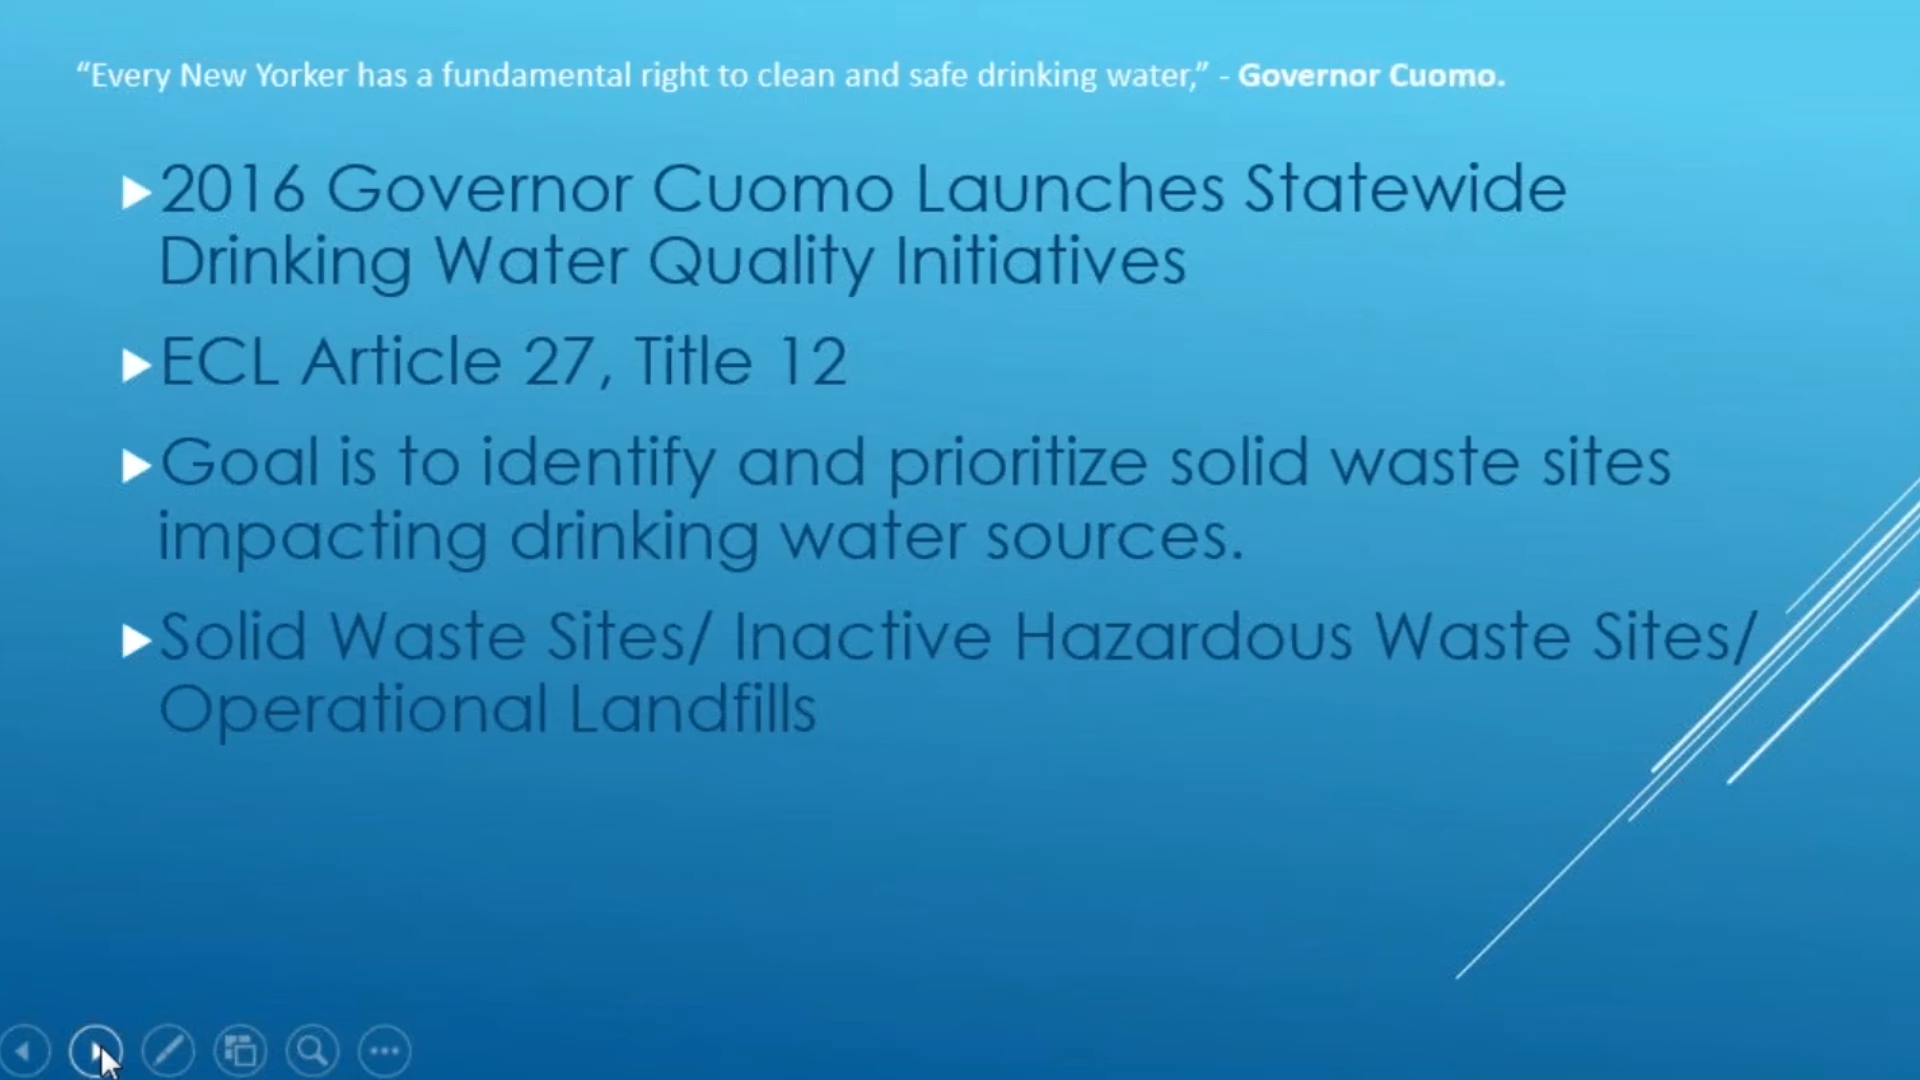 “Every New Yorker has a fundamental right to clean and safe drinking water,” - Governor Cuomo.
2016 Governor Cuomo Launches Statewide
Drinking Water Quality Initiatives
ECL Article 27, Title 12
Goal is to identify and prioritize solid waste sites
impacting drinking water sources.
Solid Waste Sites/ Inactive Hazardous Waste Sites/
Operational Landfills